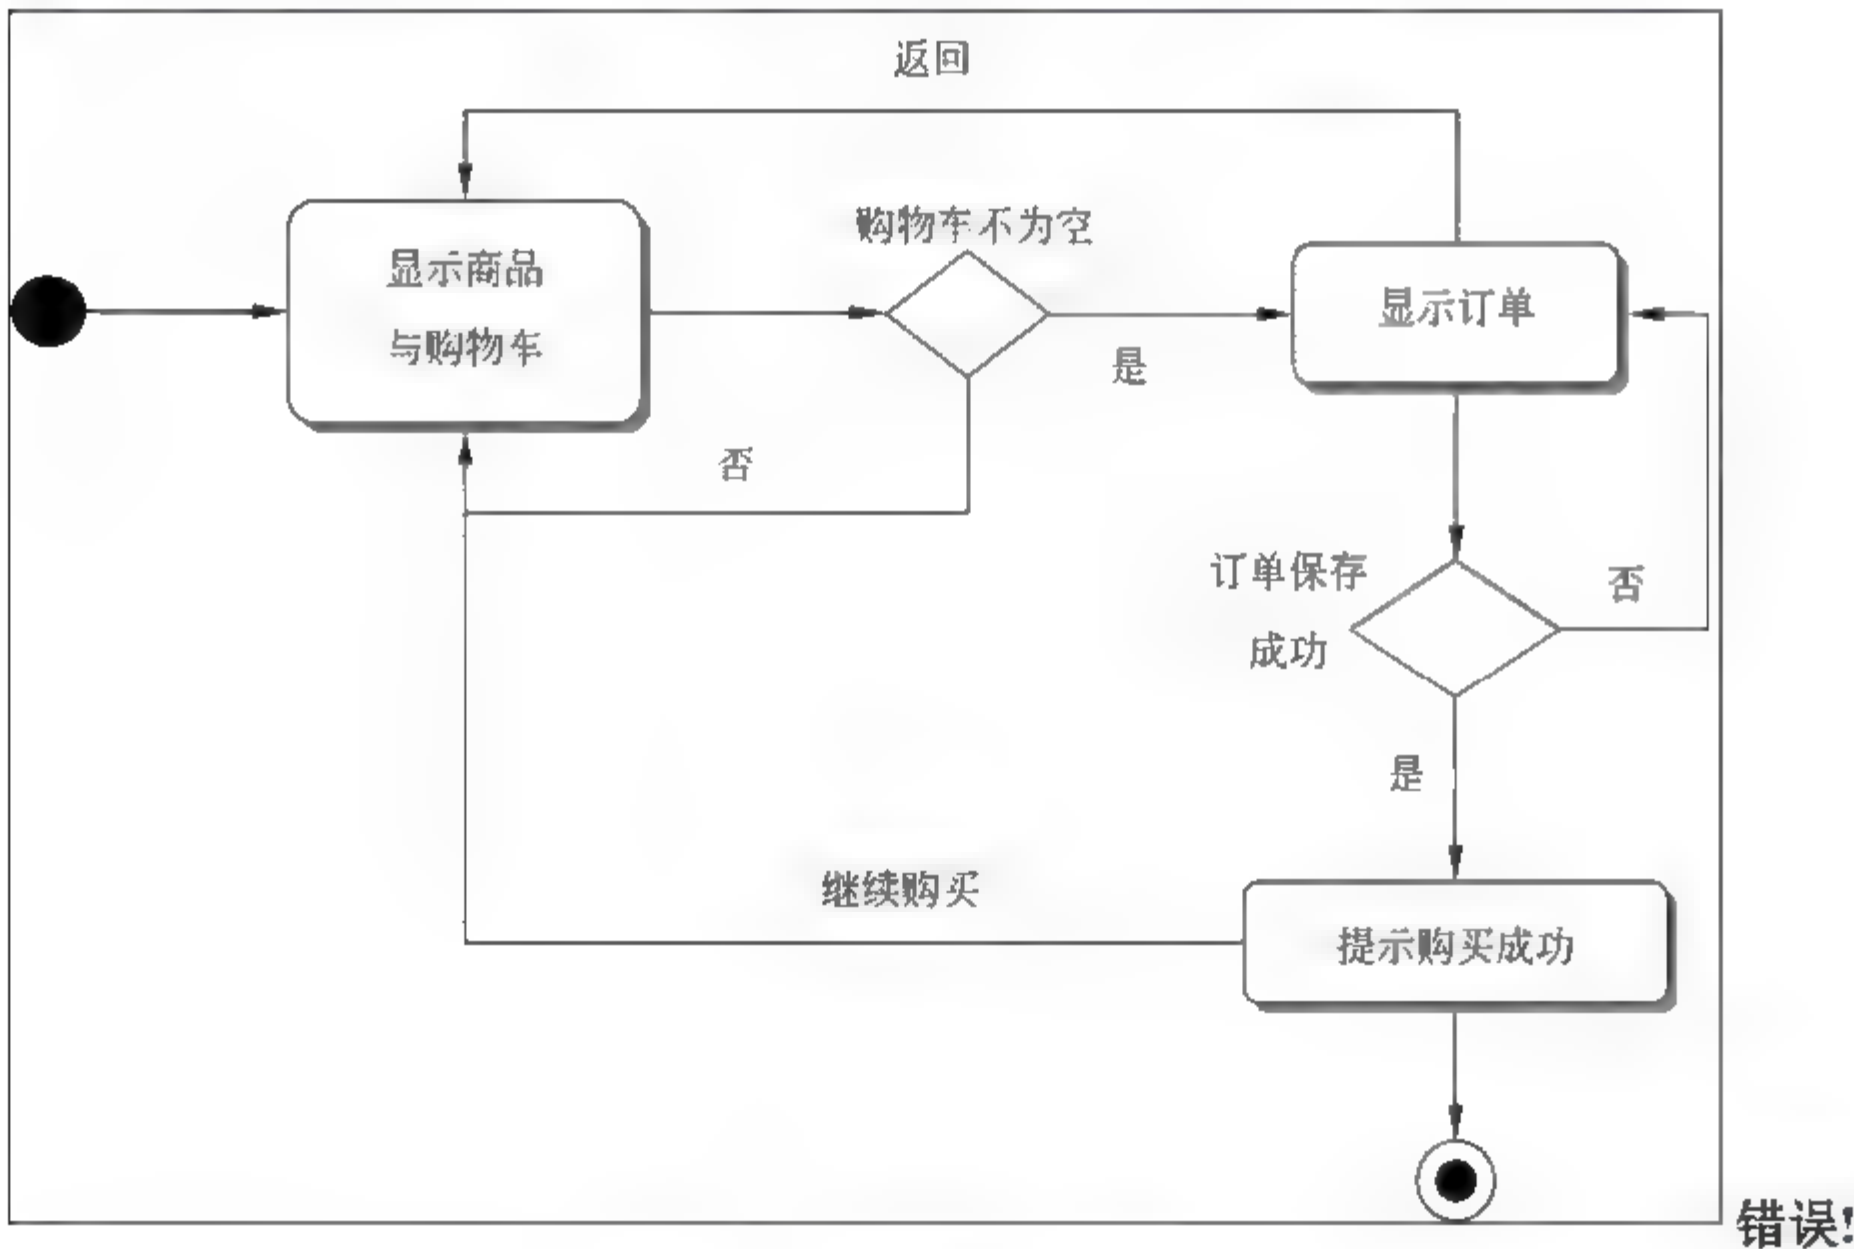 返回
购物车不为空
显示商品
与购物车
显示订单
是
否
订单保存
成功
否
是
继续购买
提示购买成功
错误!